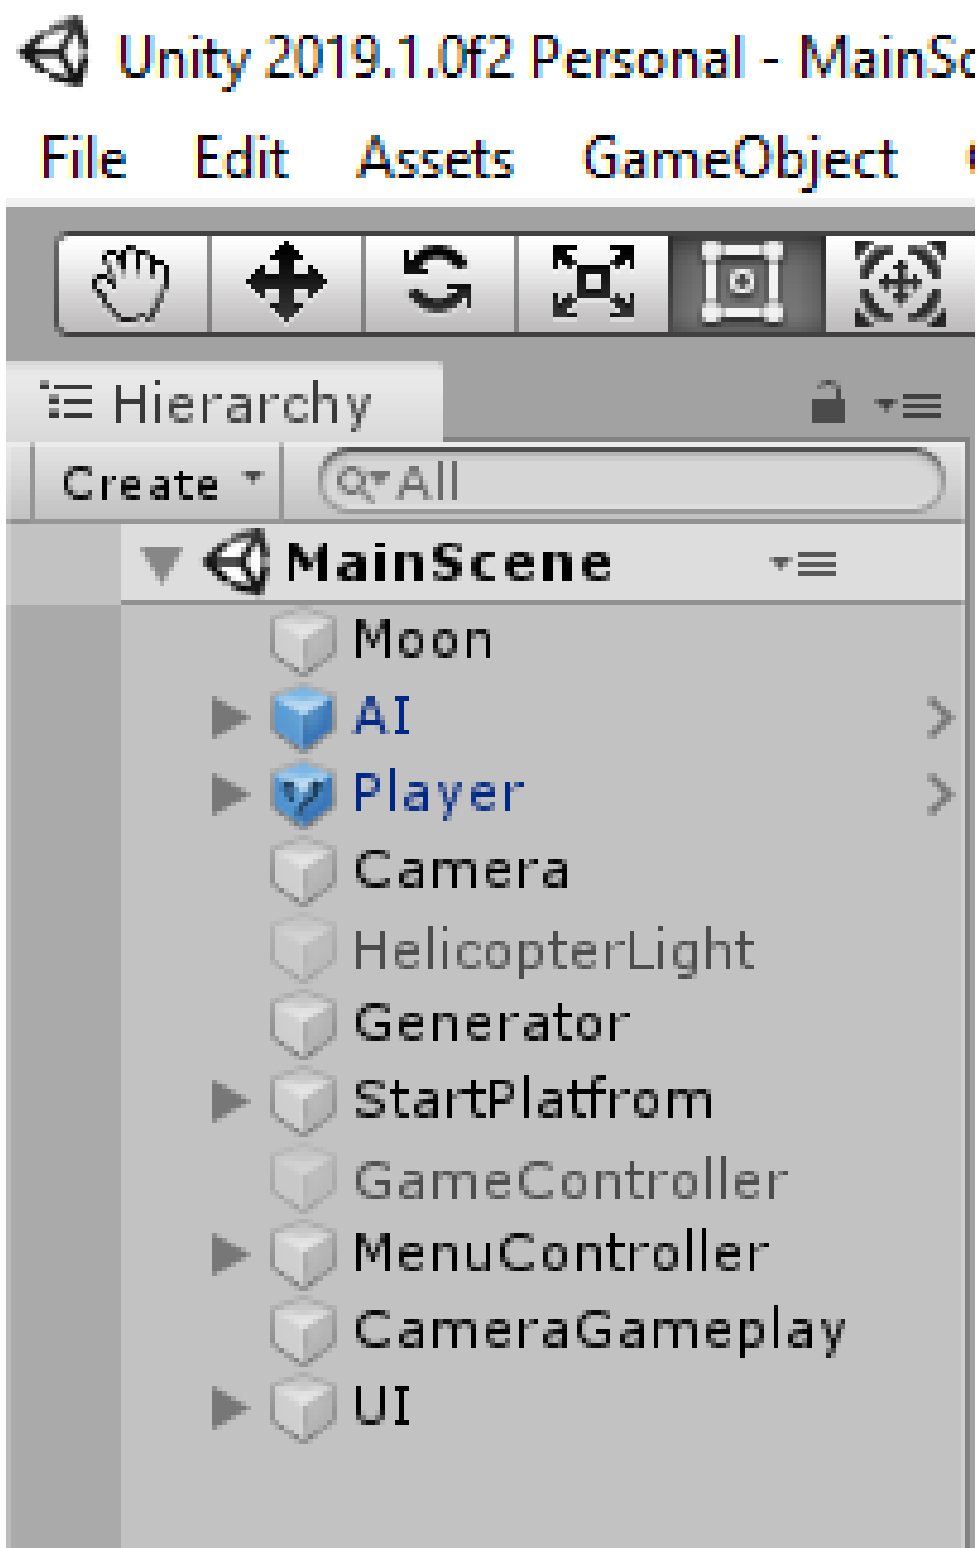 Unity 2019.1.0f2 Personal - MainSc
File Edit Assets GameObject
Hierarchy
Create All
MainScene
Moon
AI
Player
Camera
HelicopterLight
Generator
StartPlatfrom
GameController
MenuController
CameraGameplay
UI